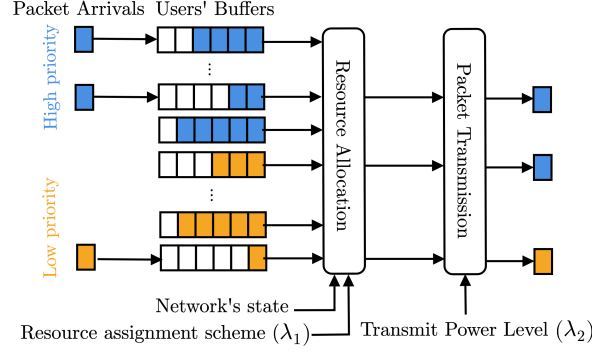 Packet Arrivals
Users' Buffers
High priority
Low priority
...
...
Resource Allocation
Packet Transmission
Network's state
Resource assignment scheme (λ₁)
Transmit Power Level (λ₂)